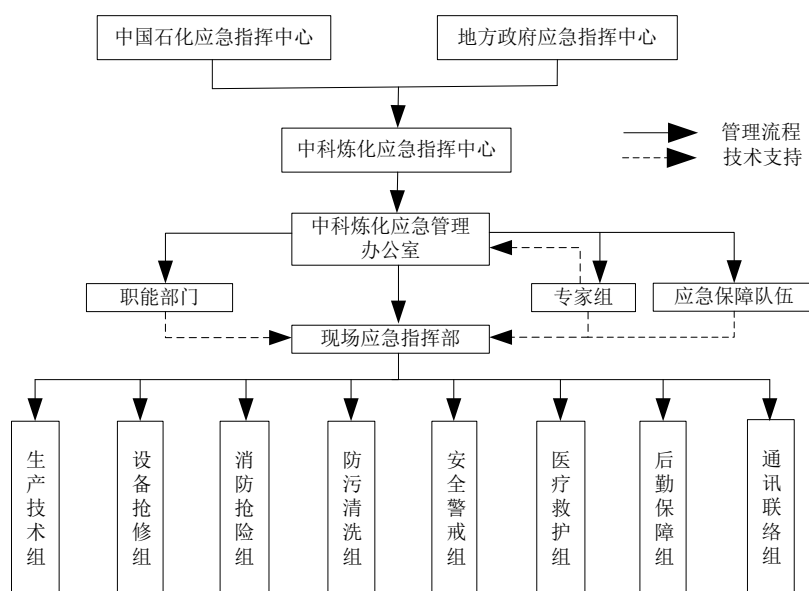 中国石化应急指挥中心
地方政府应急指挥中心
中科炼化应急指挥中心
管理流程
技术支持
中科炼化应急管理
办公室
职能部门
专家组
应急保障队伍
现场应急指挥部
生产技术组
设备抢修组
消防抢险组
防污清洗组
安全警戒组
医疗救护组
后勤保障组
通讯联络组